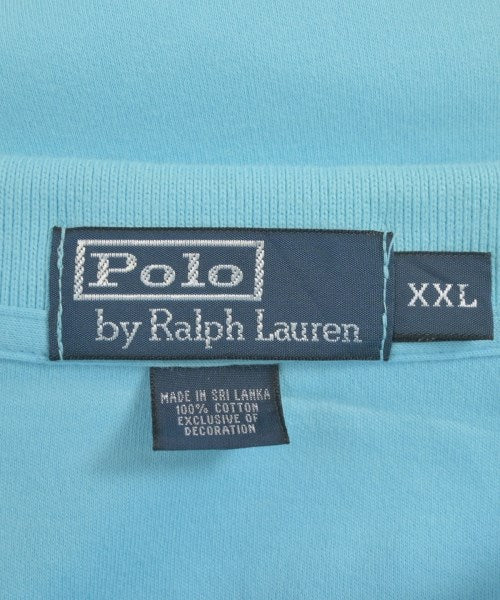 Polo
by Ralph Lauren
XXL
MADE IN SRI LANKA
100% COTTON
EXCLUSIVE OF
DECORATION